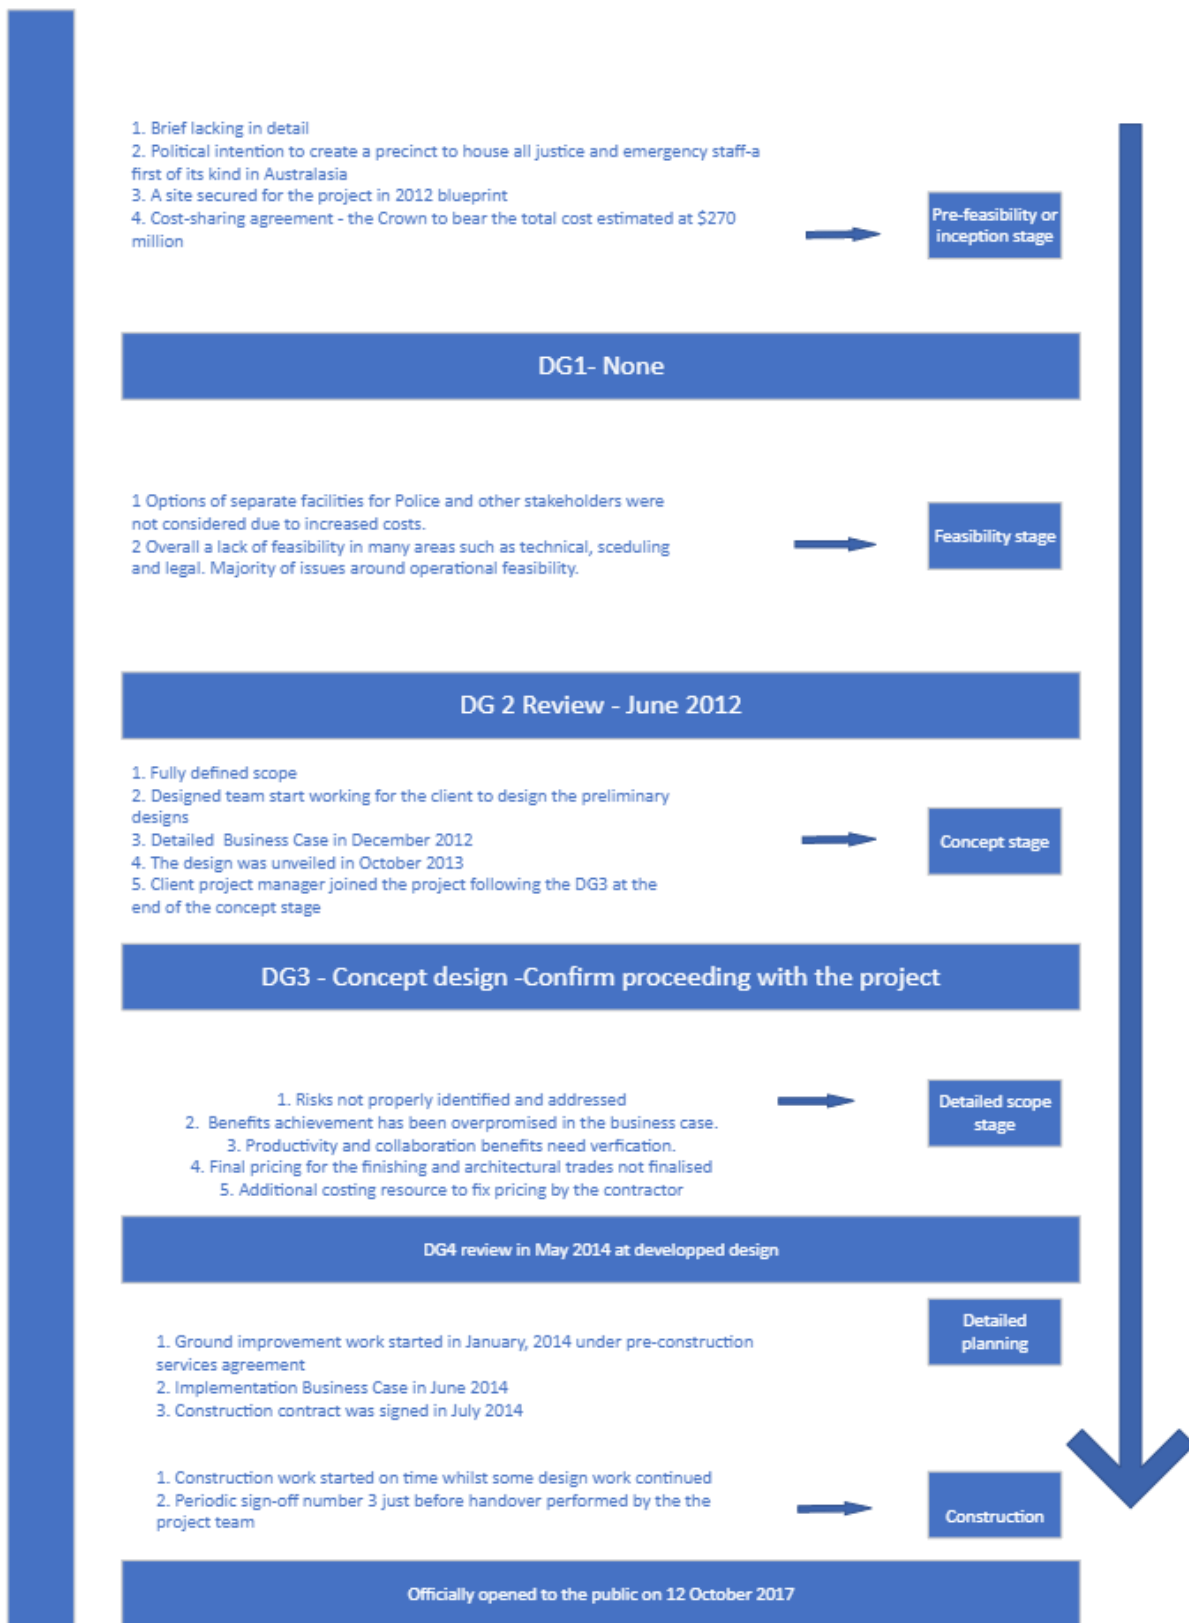 1. Brief lacking in detail
2. Political intention to create a precinct to house all justice and emergency staff-a
first of its kind in Australasia
3. A site secured for the project in 2012 blueprint
4. Cost-sharing agreement - the Crown to bear the total cost estimated at $270
million
Pre-feasibility or
inception stage
DG1- None
1 Options of separate facilities for Police and other stakeholders were
not considered due to increased costs.
2 Overall a lack of feasibility in many areas such as technical, sceduling
and legal. Majority of issues around operational feasibility.
Feasibility stage
DG 2 Review - June 2012
1. Fully defined scope
2. Designed team start working for the client to design the preliminary
designs
3. Detailed Business Case in December 2012
4. The design was unveiled in October 2013
5. Client project manager joined the project following the DG3 at the
end of the concept stage
Concept stage
DG3 - Concept design -Confirm proceeding with the project
1. Risks not properly identified and addressed
2. Benefits achievement has been overpromised in the business case.
3. Productivity and collaboration benefits need verfication.
4. Final pricing for the finishing and architectural trades not finalised
5. Additional costing resource to fix pricing by the contractor
Detailed scope
stage
DG4 review in May 2014 at developped design
Detailed
planning
1. Ground improvement work started in January, 2014 under pre-construction
services agreement
2. Implementation Business Case in June 2014
3. Construction contract was signed in July 2014
1. Construction work started on time whilst some design work continued
2. Periodic sign-off number 3 just before handover performed by the the
project team
Construction
Officially opened to the public on 12 October 2017